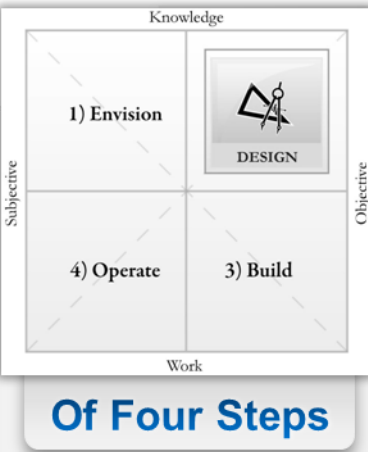 Knowledge
1) Envision
DESIGN
Subjective
Objective
4) Operate
3) Build
Work
Of Four Steps